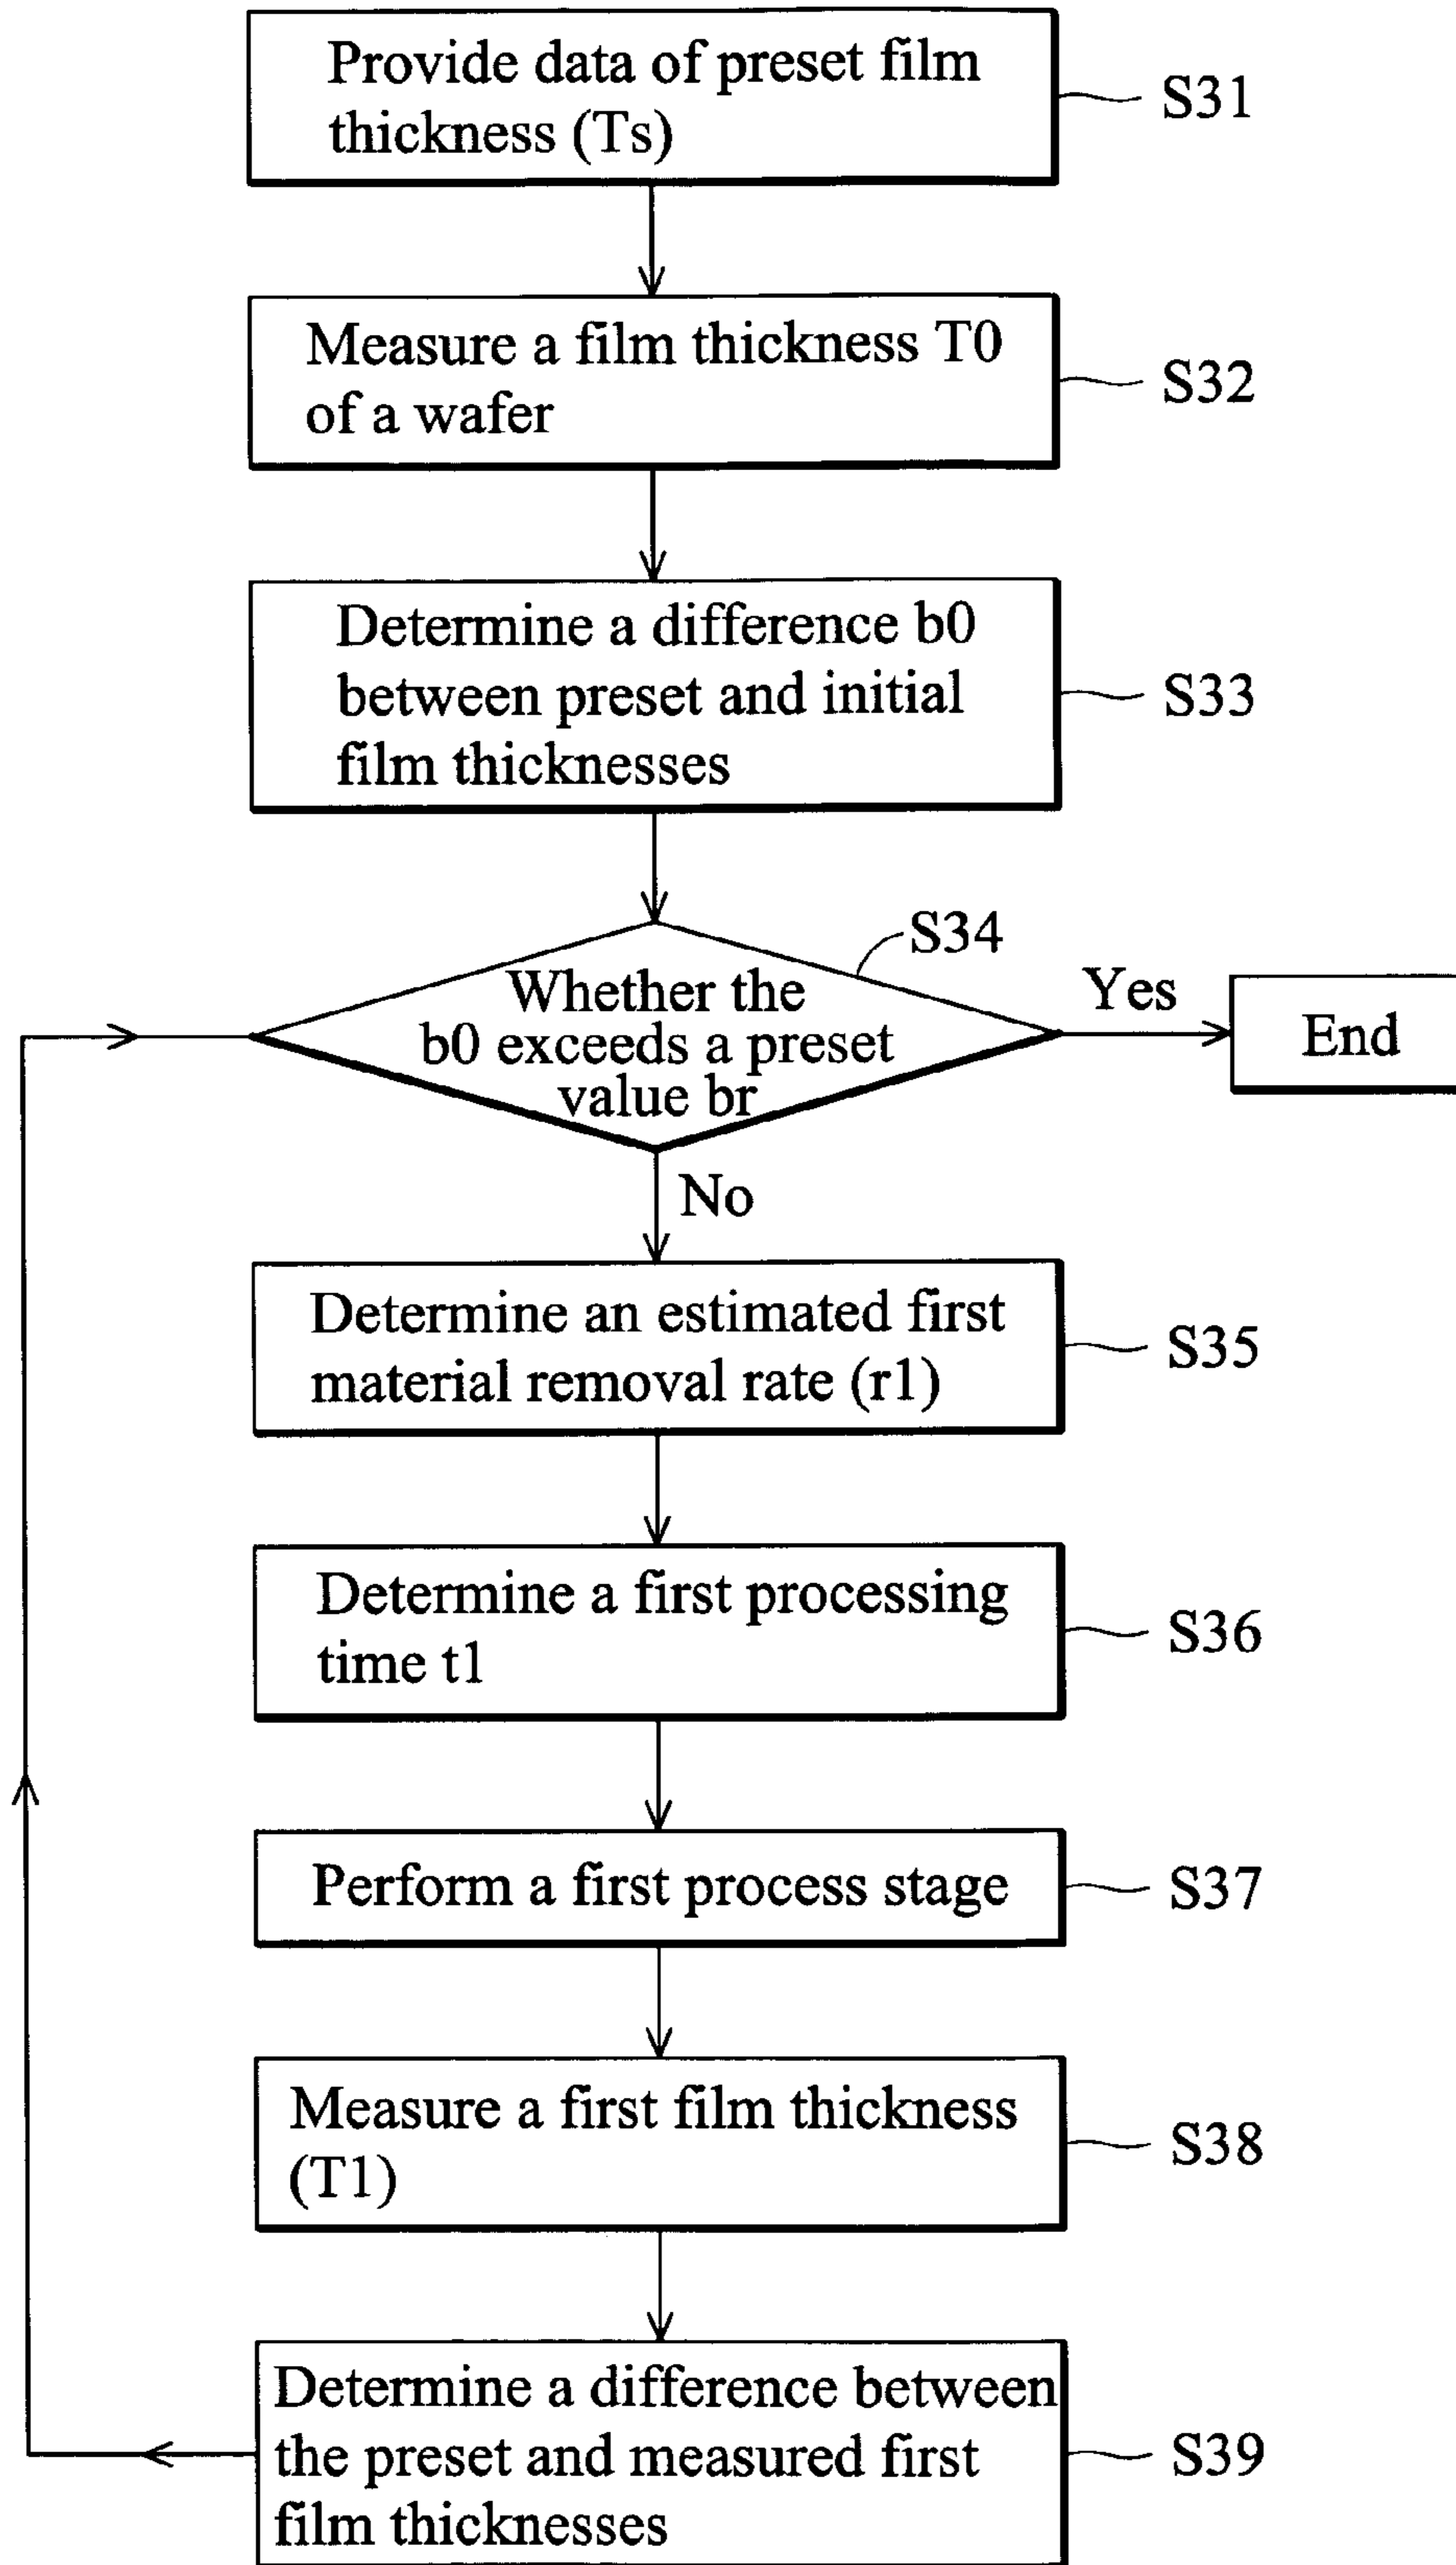 Provide data of preset film
thickness (Ts)
S31
Measure a film thickness T0
of a wafer
S32
Determine a difference b0
between preset and initial
film thicknesses
S33
S34
Whether the
b0 exceeds a preset
value br
Yes
End
No
Determine an estimated first
material removal rate (r1)
S35
Determine a first processing
time t1
S36
Perform a first process stage
S37
Measure a first film thickness
(T1)
S38
Determine a difference between
the preset and measured first
film thicknesses
S39